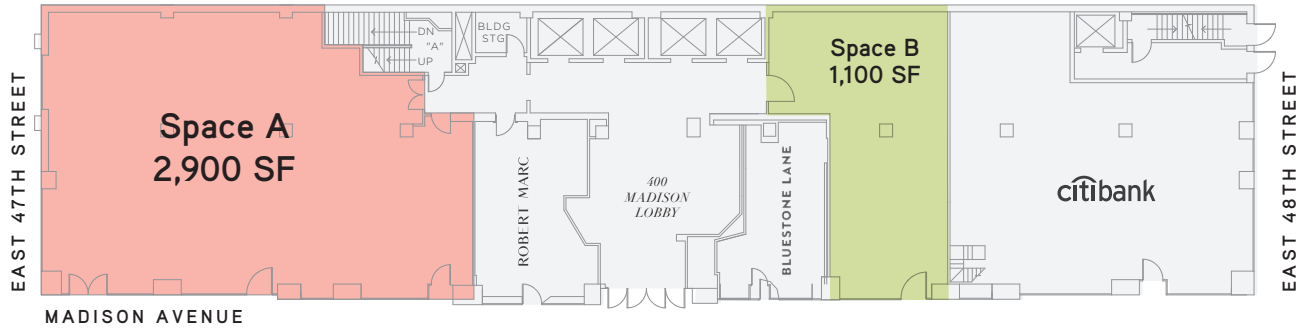 DN
"A"
UP
BLDG
STG
Space A
2,900 SF
Space B
1,100 SF
EAST 47TH STREET
ROBERT MARC
400
MADISON
LOBBY
BLUESTONE LANE
citibank
EAST 48TH STREET
MADISON AVENUE